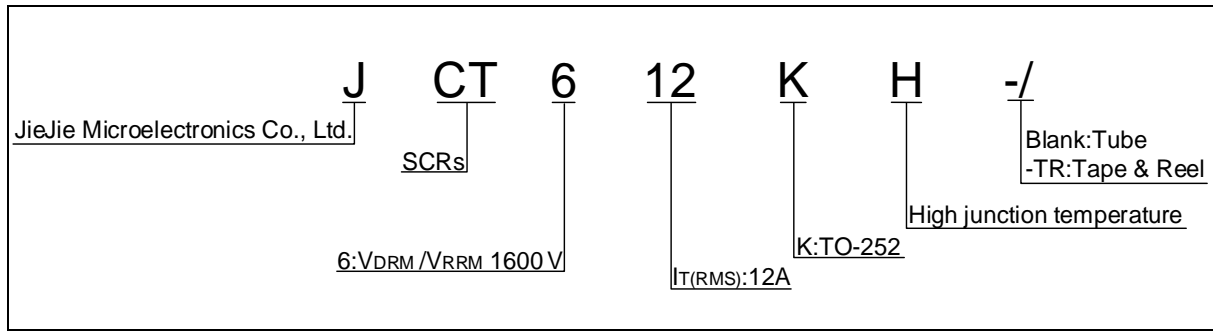 J CT 6 12 K H -/
JieJie Microelectronics Co., Ltd.
SCRs
Blank:Tube
-TR:Tape & Reel
High junction temperature
K:TO-252
6:VDRM /VRRM 1600 V
IT(RMS):12A